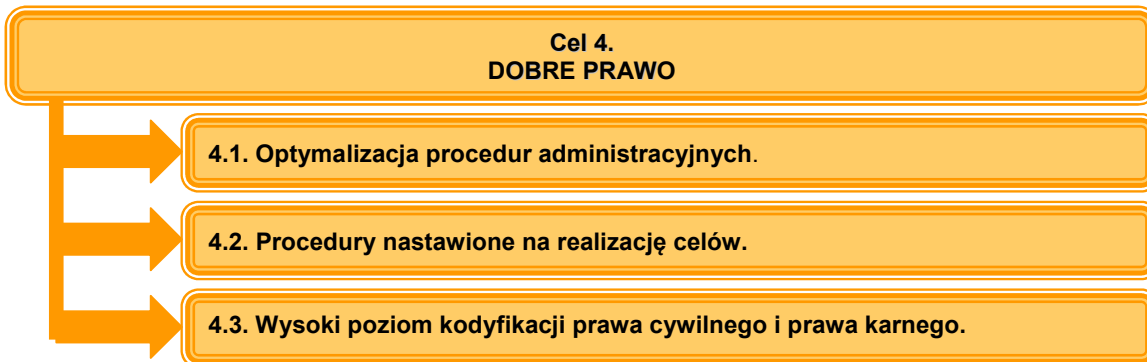 Cel 4.
DOBRE PRAWO
4.1. Optymalizacja procedur administracyjnych.
4.2. Procedury nastawione na realizację celów.
4.3. Wysoki poziom kodyfikacji prawa cywilnego i prawa karnego.